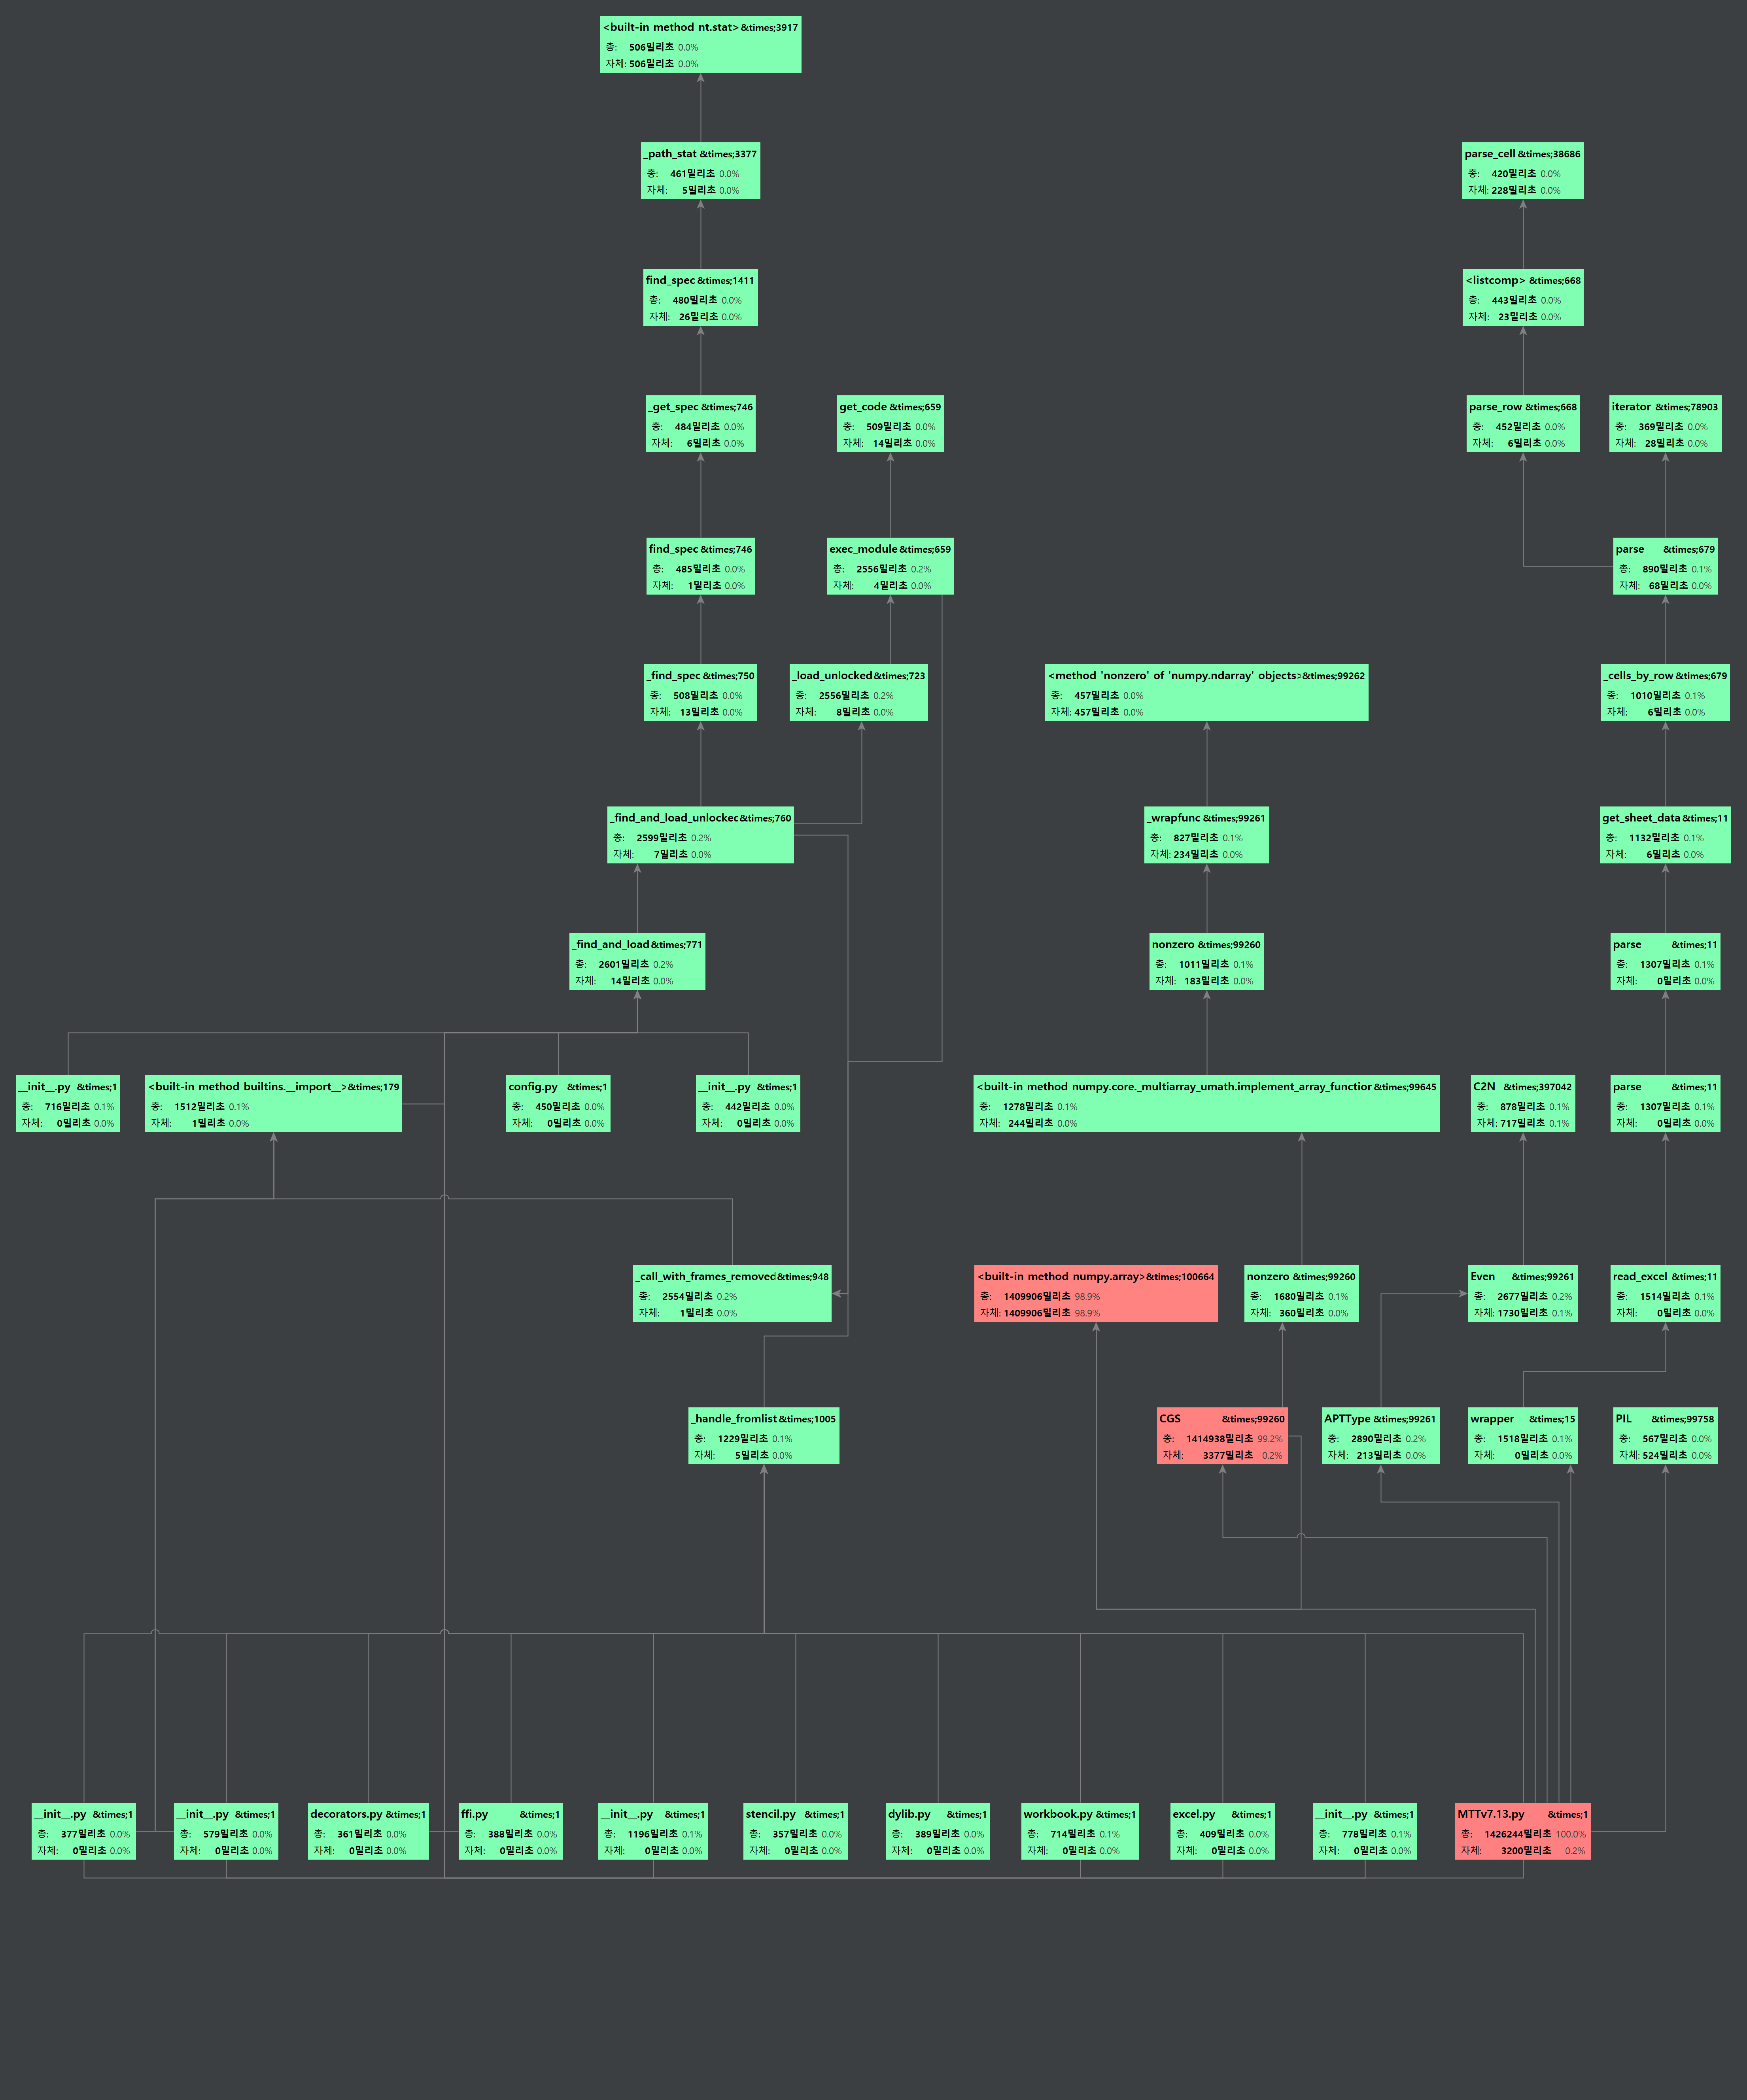 <built-in method nt.stat> &times;3917
총: 506밀리초 0.0%
자체: 506밀리초 0.0%
_path_stat &times;3377
총: 461밀리초 0.0%
자체: 5밀리초 0.0%
parse_cell &times;38686
총: 420밀리초 0.0%
자체: 228밀리초 0.0%
find_spec &times;1411
총: 480밀리초 0.0%
자체: 26밀리초 0.0%
<listcomp> &times;668
총: 443밀리초 0.0%
자체: 23밀리초 0.0%
_get_spec &times;746
총: 484밀리초 0.0%
자체: 6밀리초 0.0%
get_code &times;659
총: 509밀리초 0.0%
자체: 14밀리초 0.0%
parse_row &times;668
총: 452밀리초 0.0%
자체: 6밀리초 0.0%
iterator &times;78903
총: 369밀리초 0.0%
자체: 28밀리초 0.0%
find_spec &times;746
총: 485밀리초 0.0%
자체: 1밀리초 0.0%
exec_module &times;659
총: 2556밀리초 0.2%
자체: 4밀리초 0.0%
parse &times;679
총: 890밀리초 0.1%
자체: 68밀리초 0.0%
_find_spec &times;750
총: 508밀리초 0.0%
자체: 13밀리초 0.0%
_load_unlocked &times;723
총: 2556밀리초 0.2%
자체: 8밀리초 0.0%
<method 'nonzero' of 'numpy.ndarray' objects> &times;99262
총: 457밀리초 0.0%
자체: 457밀리초 0.0%
_cells_by_row &times;679
총: 1010밀리초 0.1%
자체: 6밀리초 0.0%
_find_and_load_unlocked &times;760
총: 2599밀리초 0.2%
자체: 7밀리초 0.0%
_wrapfunc &times;99261
총: 827밀리초 0.1%
자체: 234밀리초 0.0%
get_sheet_data &times;11
총: 1132밀리초 0.1%
자체: 6밀리초 0.0%
_find_and_load &times;771
총: 2601밀리초 0.2%
자체: 14밀리초 0.0%
nonzero &times;99260
총: 1011밀리초 0.1%
자체: 183밀리초 0.0%
parse &times;11
총: 1307밀리초 0.1%
자체: 0밀리초 0.0%
__init__.py &times;1
총: 716밀리초 0.1%
자체: 0밀리초 0.0%
<built-in method builtins.__import__> &times;179
총: 1512밀리초 0.1%
자체: 1밀리초 0.0%
config.py &times;1
총: 450밀리초 0.0%
자체: 0밀리초 0.0%
__init__.py &times;1
총: 442밀리초 0.0%
자체: 0밀리초 0.0%
<built-in method numpy.core._multiarray_umath.implement_array_function &times;99645
총: 1278밀리초 0.1%
자체: 244밀리초 0.0%
C2N &times;397042
총: 878밀리초 0.1%
자체: 717밀리초 0.1%
parse &times;11
총: 1307밀리초 0.1%
자체: 0밀리초 0.0%
_call_with_frames_removed &times;948
총: 2554밀리초 0.2%
자체: 1밀리초 0.0%
<built-in method numpy.array> &times;100664
총: 1409906밀리초 98.9%
자체: 1409906밀리초 98.9%
nonzero &times;99260
총: 1680밀리초 0.1%
자체: 360밀리초 0.0%
Even &times;99261
총: 2677밀리초 0.2%
자체: 1730밀리초 0.1%
read_excel &times;11
총: 1514밀리초 0.1%
자체: 0밀리초 0.0%
_handle_fromlist &times;1005
총: 1229밀리초 0.1%
자체: 5밀리초 0.0%
CGS &times;99260
총: 1414938밀리초 99.2%
자체: 3377밀리초 0.2%
APTType &times;99261
총: 2890밀리초 0.2%
자체: 213밀리초 0.0%
wrapper &times;15
총: 1518밀리초 0.1%
자체: 0밀리초 0.0%
PIL &times;99758
총: 567밀리초 0.0%
자체: 524밀리초 0.0%
__init__.py &times;1
총: 377밀리초 0.0%
자체: 0밀리초 0.0%
__init__.py &times;1
총: 579밀리초 0.0%
자체: 0밀리초 0.0%
decorators.py &times;1
총: 361밀리초 0.0%
자체: 0밀리초 0.0%
ffi.py &times;1
총: 388밀리초 0.0%
자체: 0밀리초 0.0%
__init__.py &times;1
총: 1196밀리초 0.1%
자체: 0밀리초 0.0%
stencil.py &times;1
총: 357밀리초 0.0%
자체: 0밀리초 0.0%
dylib.py &times;1
총: 389밀리초 0.0%
자체: 0밀리초 0.0%
workbook.py &times;1
총: 714밀리초 0.1%
자체: 0밀리초 0.0%
excel.py &times;1
총: 409밀리초 0.0%
자체: 0밀리초 0.0%
__init__.py &times;1
총: 778밀리초 0.1%
자체: 0밀리초 0.0%
MTTv7.13.py &times;1
총: 1426244밀리초 100.0%
자체: 3200밀리초 0.2%